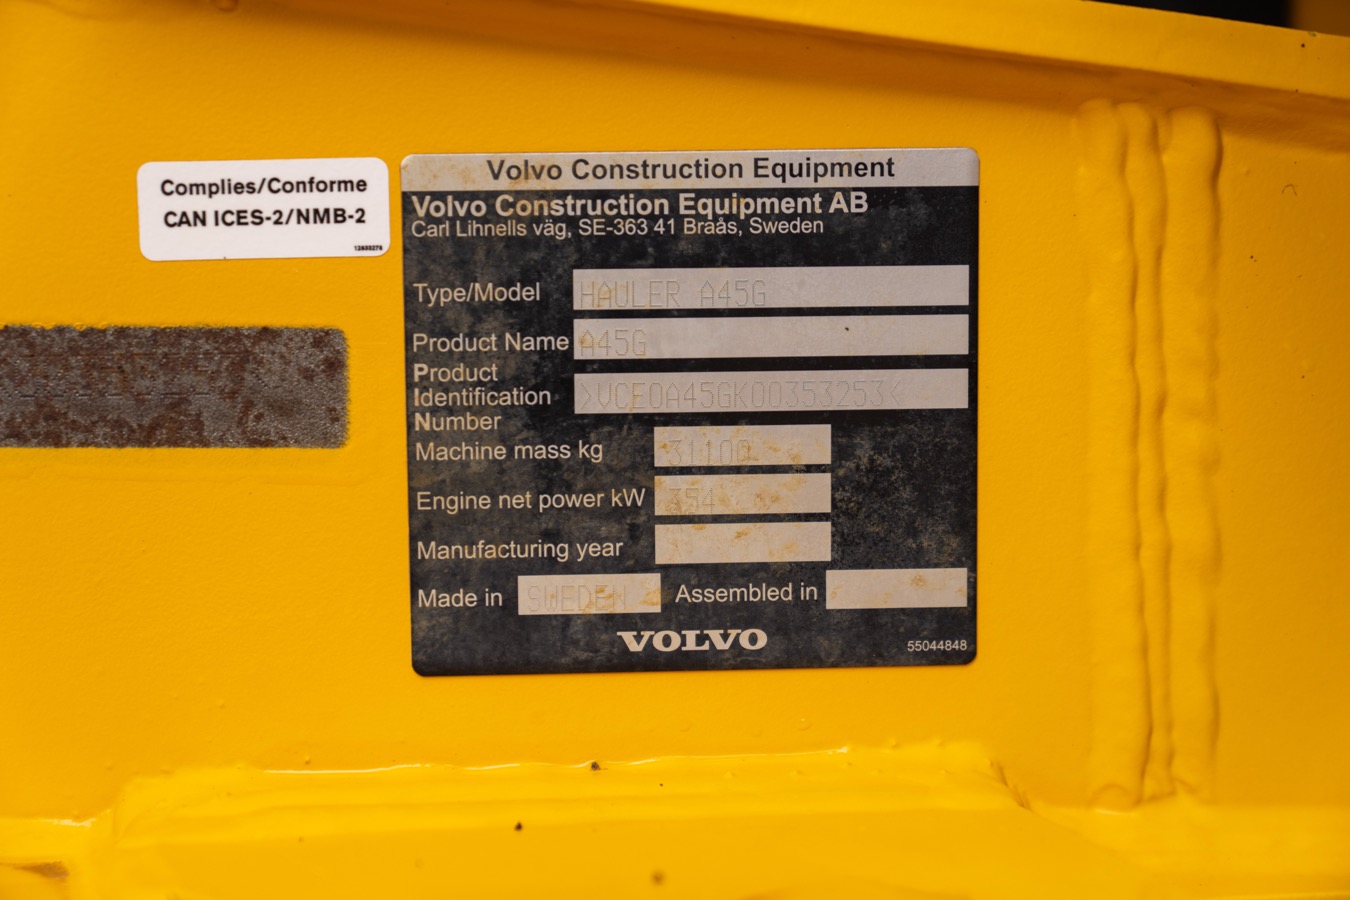 Complies/Conforme
CAN ICES-2/NMB-2
Volvo Construction Equipment
Volvo Construction Equipment AB
Carl Lihnells väg, SE-363 41 Braås, Sweden
Type/Model HAULER A45G
Product Name A45G
Product Identification Number >VCE0A45GK00353253<
Machine mass kg 31100
Engine net power kW 354
Manufacturing year
Made in SWEDEN Assembled in
VOLVO
55044848